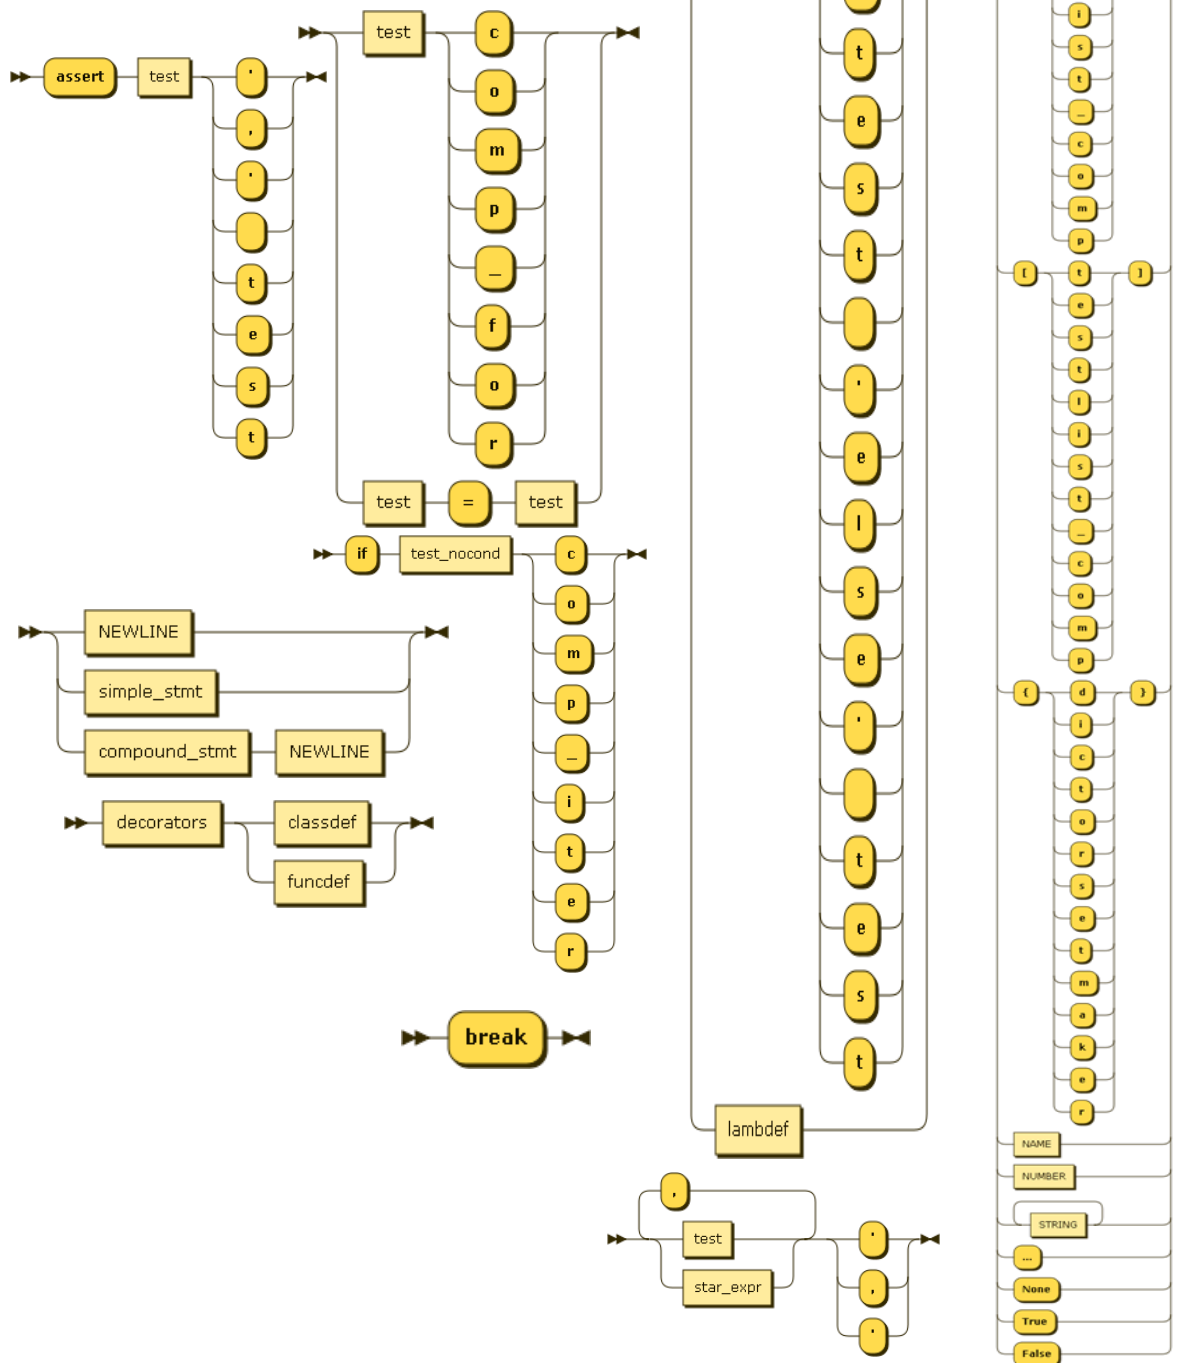 assert test '
,
'
t
e
s
t
test c
o
m
p
_
f
o
r
test = test
if test_nocond c
o
m
p
_
i
t
e
r
NEWLINE
simple_stmt
compound_stmt NEWLINE
decorators classdef
funcdef
break
t
e
s
t
'
e
l
s
e
'
t
e
s
t
lambdef
,
test '
star_expr ,
'
i
s
t
_
c
o
m
p
[ t ]
e
s
t
l
i
s
t
_
c
o
m
p
{ d }
i
c
t
o
r
s
e
t
m
a
k
e
r
NAME
NUMBER
STRING
...
None
True
False